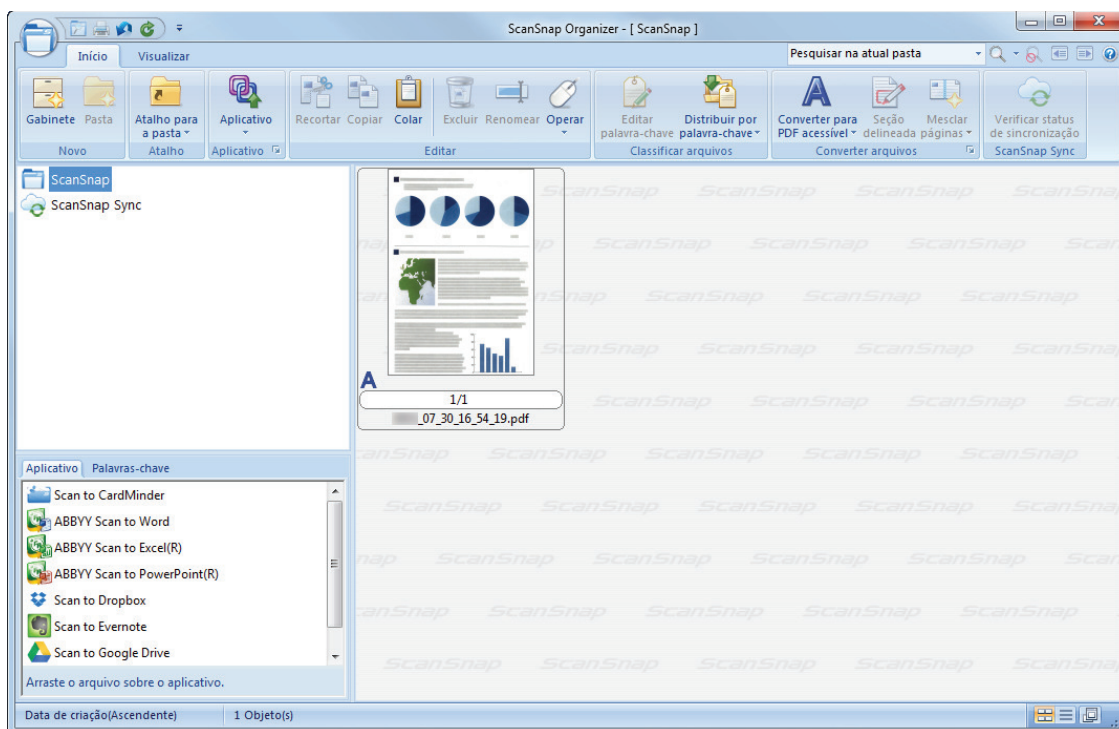 ScanSnap Organizer - [ ScanSnap ]
Início Visualizar
Pesquisar na atual pasta
Gabinete Pasta
Novo
Atalho para
a pasta
Atalho
Aplicativo
Aplicativo
Recortar Copiar Colar Excluir Renomear Operar
Editar
Editar
palavra-chave
Distribuir por
palavra-chave
Classificar arquivos
Converter para
PDF acessível
Seção
delineada
Mesclar
páginas
Converter arquivos
Verificar status
de sincronização
ScanSnap Sync
ScanSnap
ScanSnap Sync
A
1/1
_07_30_16_54_19.pdf
Aplicativo Palavras-chave
Scan to CardMinder
ABBYY Scan to Word
ABBYY Scan to Excel(R)
ABBYY Scan to PowerPoint(R)
Scan to Dropbox
Scan to Evernote
Scan to Google Drive
Arraste o arquivo sobre o aplicativo.
Data de criação(Ascendente) 1 Objeto(s)